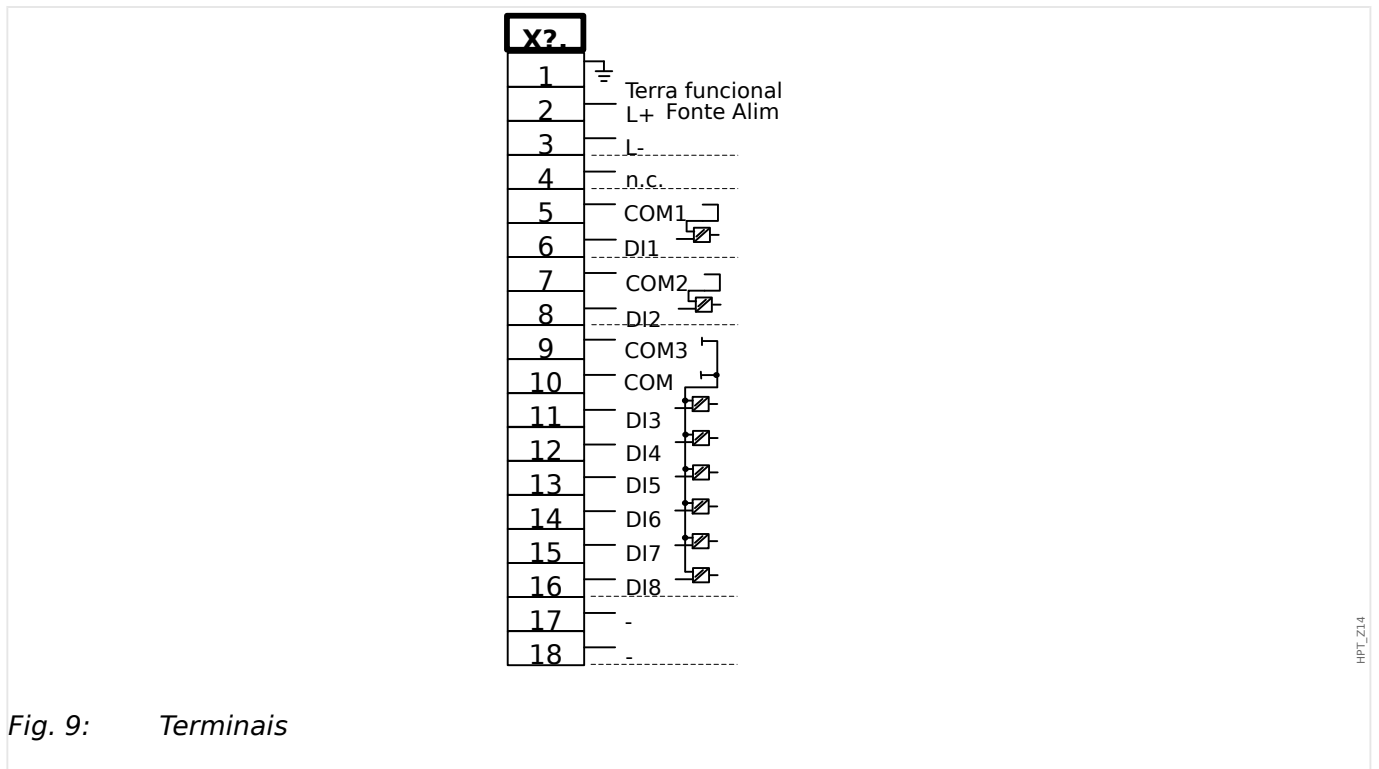 X?.
1
Terra funcional
2 L+ Fonte Alim
3 L-
4 n.c.
5 COM1
6 DI1
7 COM2
8 DI2
9 COM3
10 COM
11 DI3
12 DI4
13 DI5
14 DI6
15 DI7
16 DI8
17 -
18 -
HPT_Z14
Fig. 9: Terminais